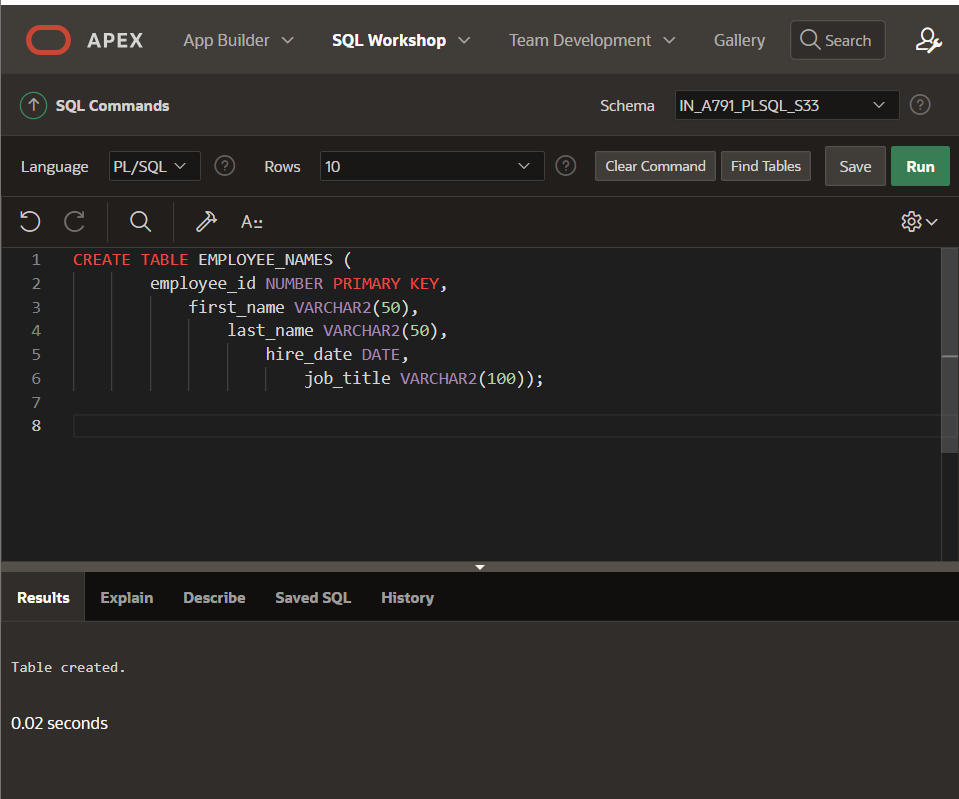 APEX App Builder SQL Workshop Team Development Gallery Search
SQL Commands Schema IN_A791_PLSQL_S33 ?
Language PL/SQL ? Rows 10 ? Clear Command Find Tables Save Run
A::
1 CREATE TABLE EMPLOYEE_NAMES (
2 employee_id NUMBER PRIMARY KEY,
3 first_name VARCHAR2(50),
4 last_name VARCHAR2(50),
5 hire_date DATE,
6 job_title VARCHAR2(100));
7
8
Results Explain Describe Saved SQL History
Table created.
0.02 seconds